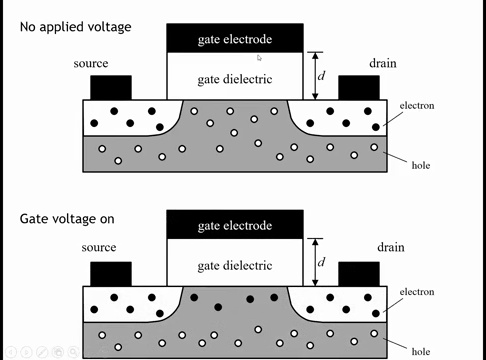 No applied voltage
gate electrode
source
drain
gate dielectric
d
electron
hole
Gate voltage on
gate electrode
source
drain
gate dielectric
d
electron
hole